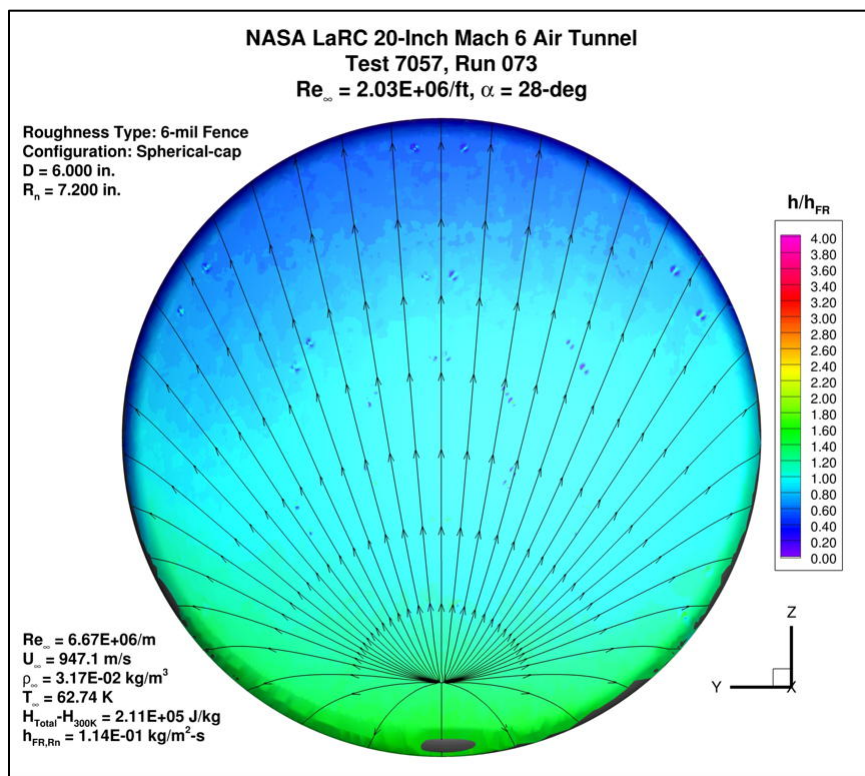 NASA LaRC 20-Inch Mach 6 Air Tunnel
Test 7057, Run 073
Re∞ = 2.03E+06/ft, α = 28-deg
Roughness Type: 6-mil Fence
Configuration: Spherical-cap
D = 6.000 in.
Rn = 7.200 in.
h/hFR
4.00
3.80
3.60
3.40
3.20
3.00
2.80
2.60
2.40
2.20
2.00
1.80
1.60
1.40
1.20
1.00
0.80
0.60
0.40
0.20
0.00
Re∞ = 6.67E+06/m
U∞ = 947.1 m/s
ρ∞ = 3.17E-02 kg/m³
T∞ = 62.74 K
HTotal-H300K = 2.11E+05 J/kg
hFR,Rn = 1.14E-01 kg/m²-s
Z
Y
X